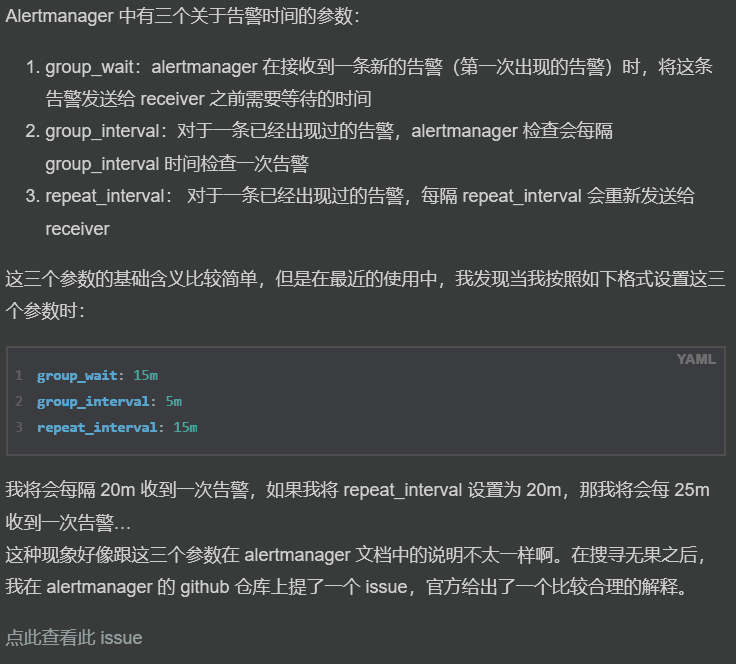 Alertmanager 中有三个关于告警时间的参数：
1. group_wait：alertmanager 在接收到一条新的告警（第一次出现的告警）时，将这条
告警发送给 receiver 之前需要等待的时间
2. group_interval：对于一条已经出现过的告警，alertmanager 检查会每隔
group_interval 时间检查一次告警
3. repeat_interval： 对于一条已经出现过的告警，每隔 repeat_interval 会重新发送给
receiver
这三个参数的基础含义比较简单，但是在最近的使用中，我发现当我按照如下格式设置这三
个参数时：
YAML
1 group_wait: 15m
2 group_interval: 5m
3 repeat_interval: 15m
我将会每隔 20m 收到一次告警，如果我将 repeat_interval 设置为 20m，那我将会每 25m
收到一次告警…
这种现象好像跟这三个参数在 alertmanager 文档中的说明不太一样啊。在搜寻无果之后，
我在 alertmanager 的 github 仓库上提了一个 issue，官方给出了一个比较合理的解释。
点此查看此 issue